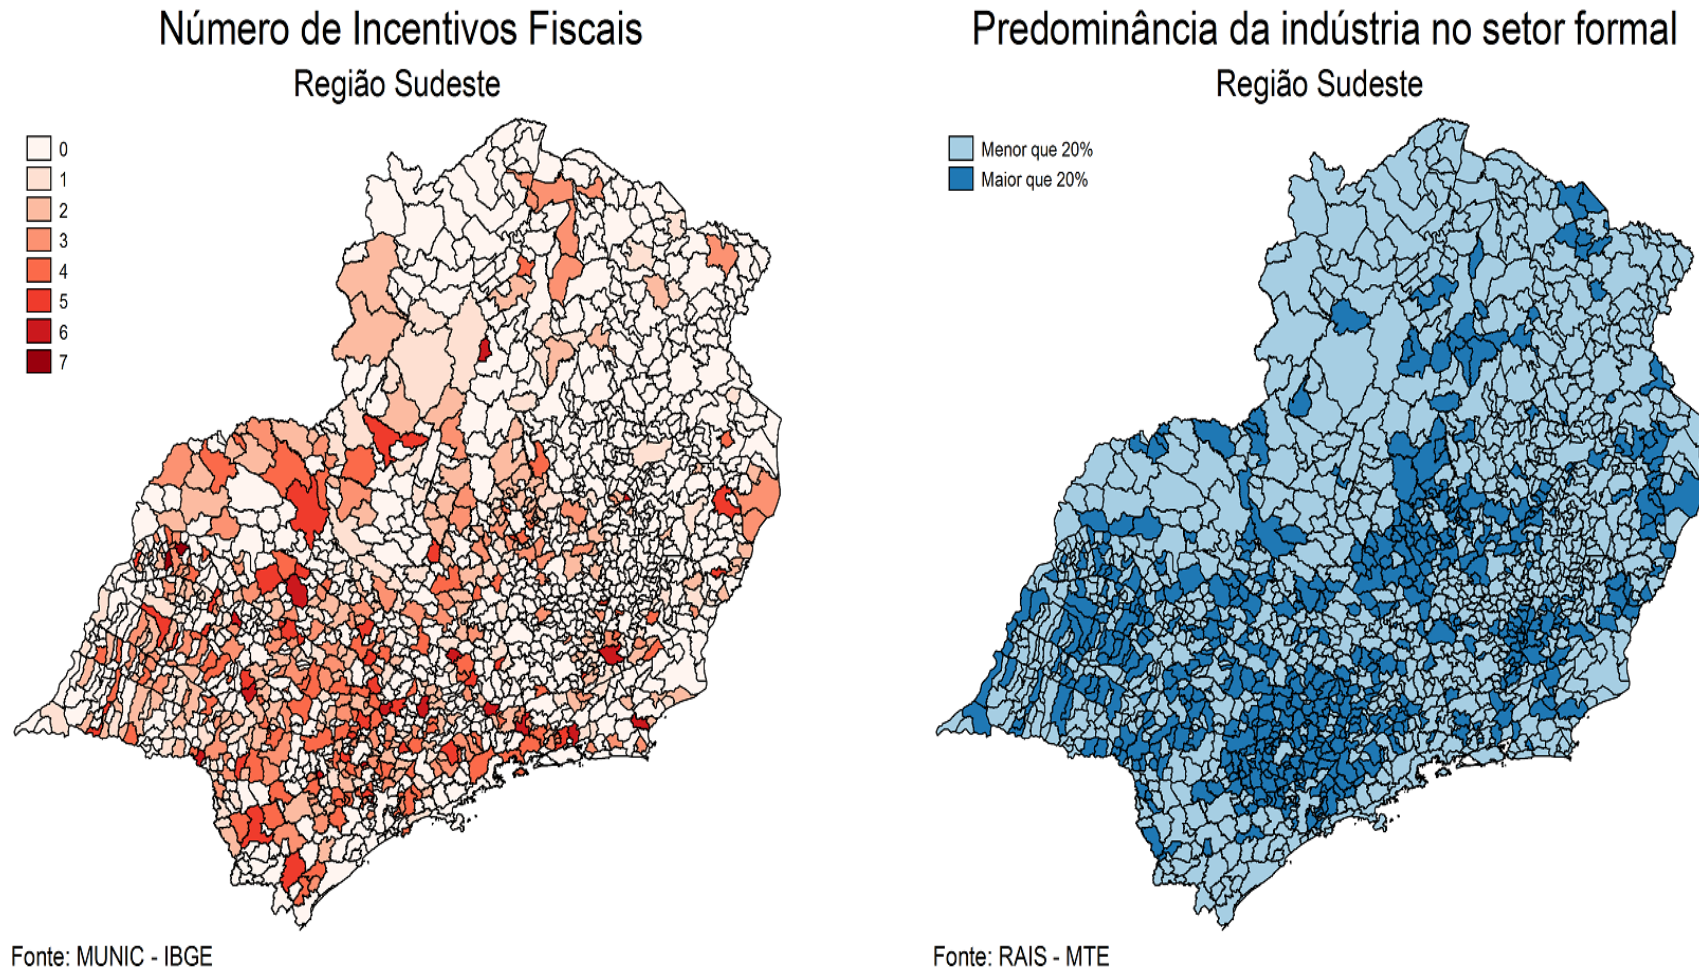 Número de Incentivos Fiscais
Região Sudeste
0
1
2
3
4
5
6
7
Fonte: MUNIC - IBGE
Predominância da indústria no setor formal
Região Sudeste
Menor que 20%
Maior que 20%
Fonte: RAIS - MTE